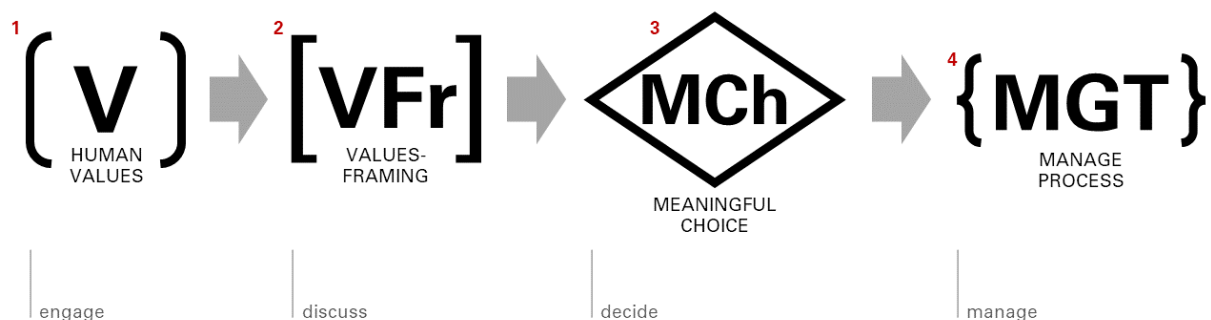 1
V
HUMAN
VALUES
2
VFr
VALUES-
FRAMING
3
MCh
MEANINGFUL
CHOICE
4
MGT
MANAGE
PROCESS
engage
discuss
decide
manage